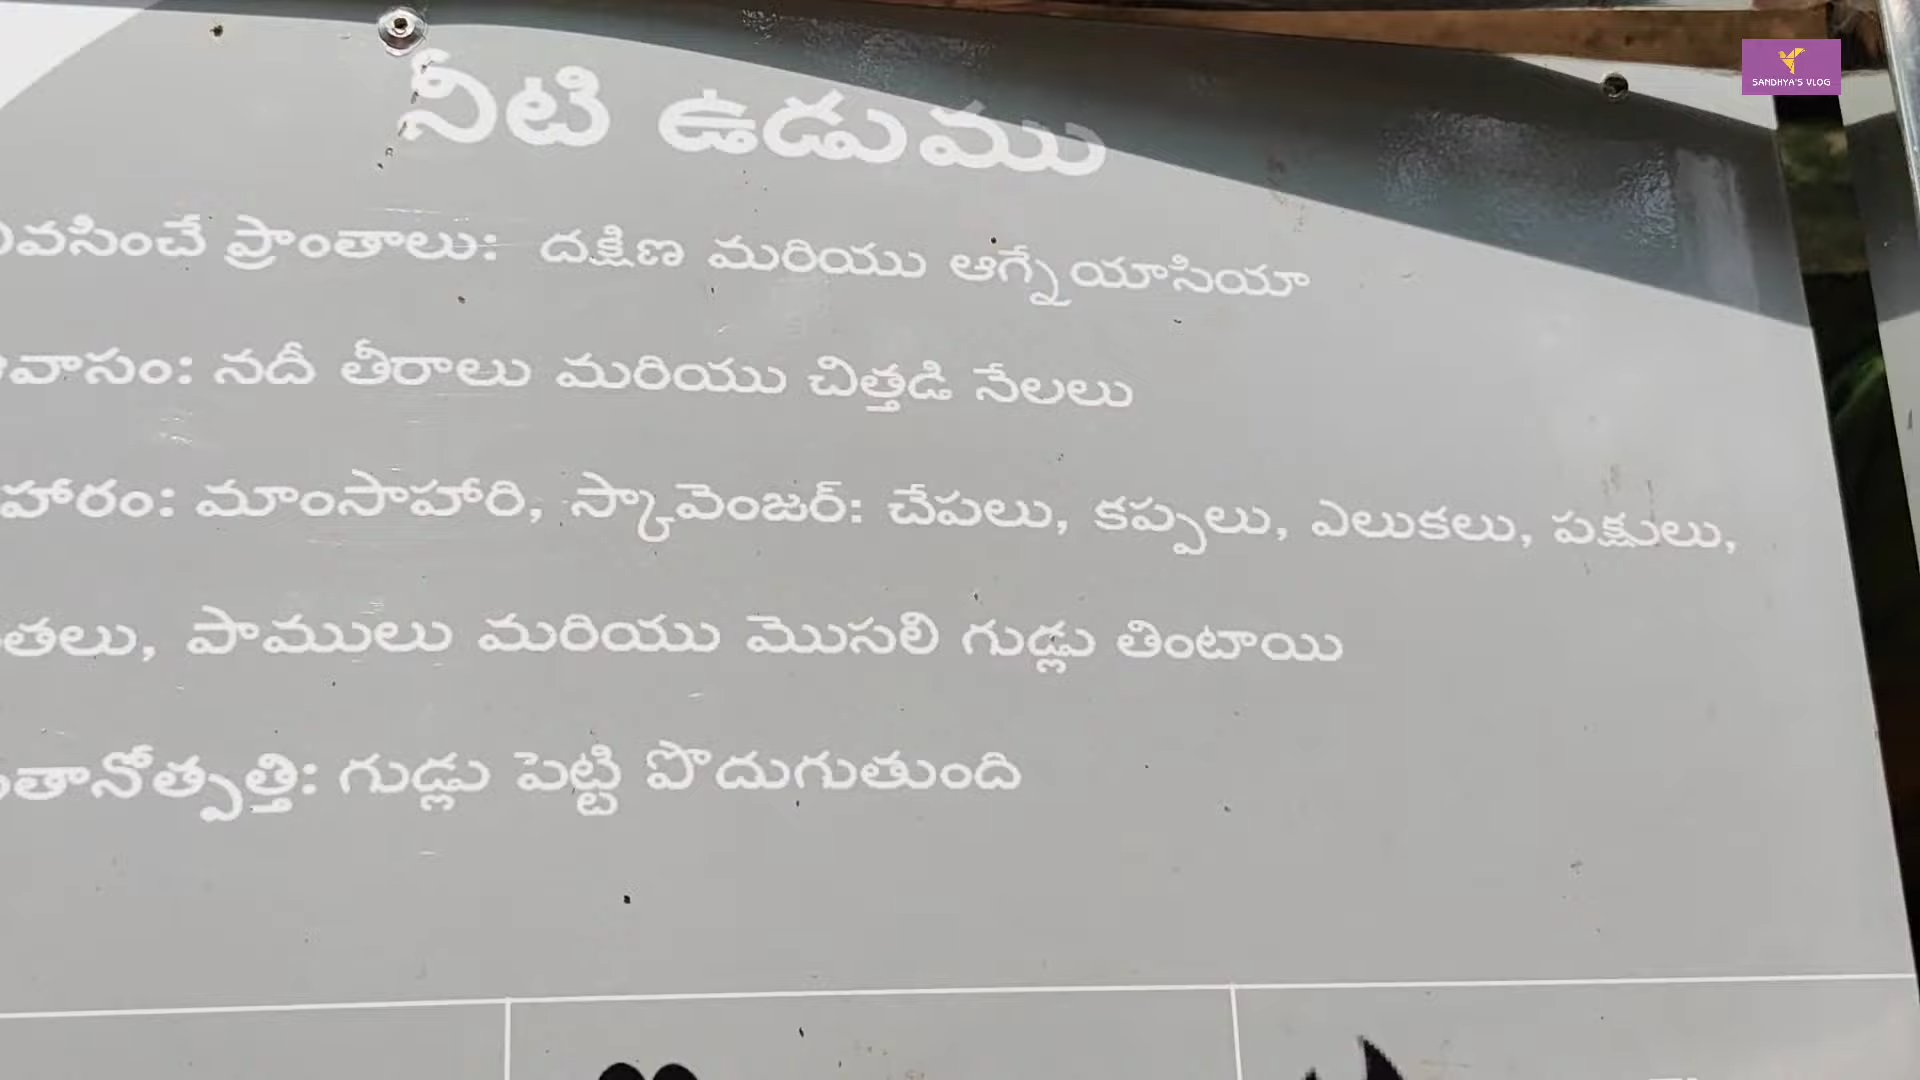 నీటి ఉడుము
SANDHYA'S VLOG
నివసించే ప్రాంతాలు: దక్షిణ మరియు ఆగ్నేయాసియా
ఆవాసం: నదీ తీరాలు మరియు చిత్తడి నేలలు
హారం: మాంసాహారి, స్కావెంజర్: చేపలు, కప్పలు, ఎలుకలు, పక్షులు,
తలు, పాములు మరియు మొసలి గుడ్లు తింటాయి
తానోత్పత్తి: గుడ్లు పెట్టి పొదుగుతుంది